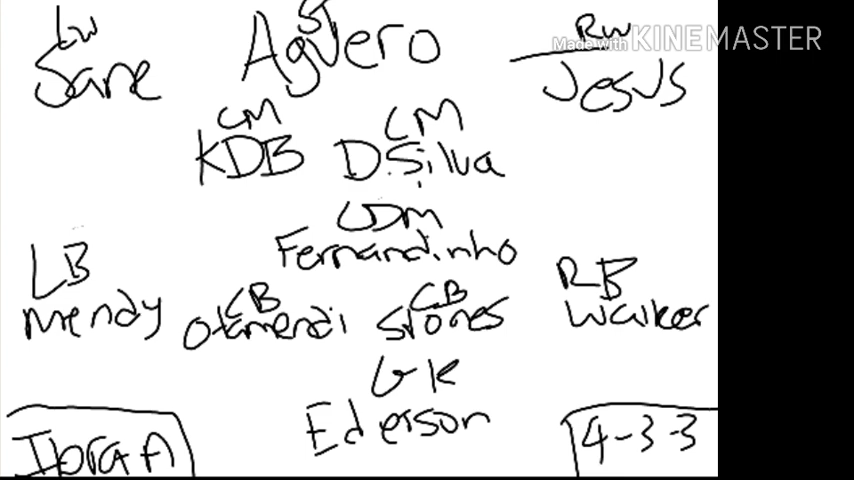 LW ST RW
Made with KINEMASTER
Sane Aguero Jesus
CM CM
KDB D.Silva
CDM
Fernandinho
LB CB CB RB
Mendy Otamendi Stones Walker
GK
Ederson
4-3-3